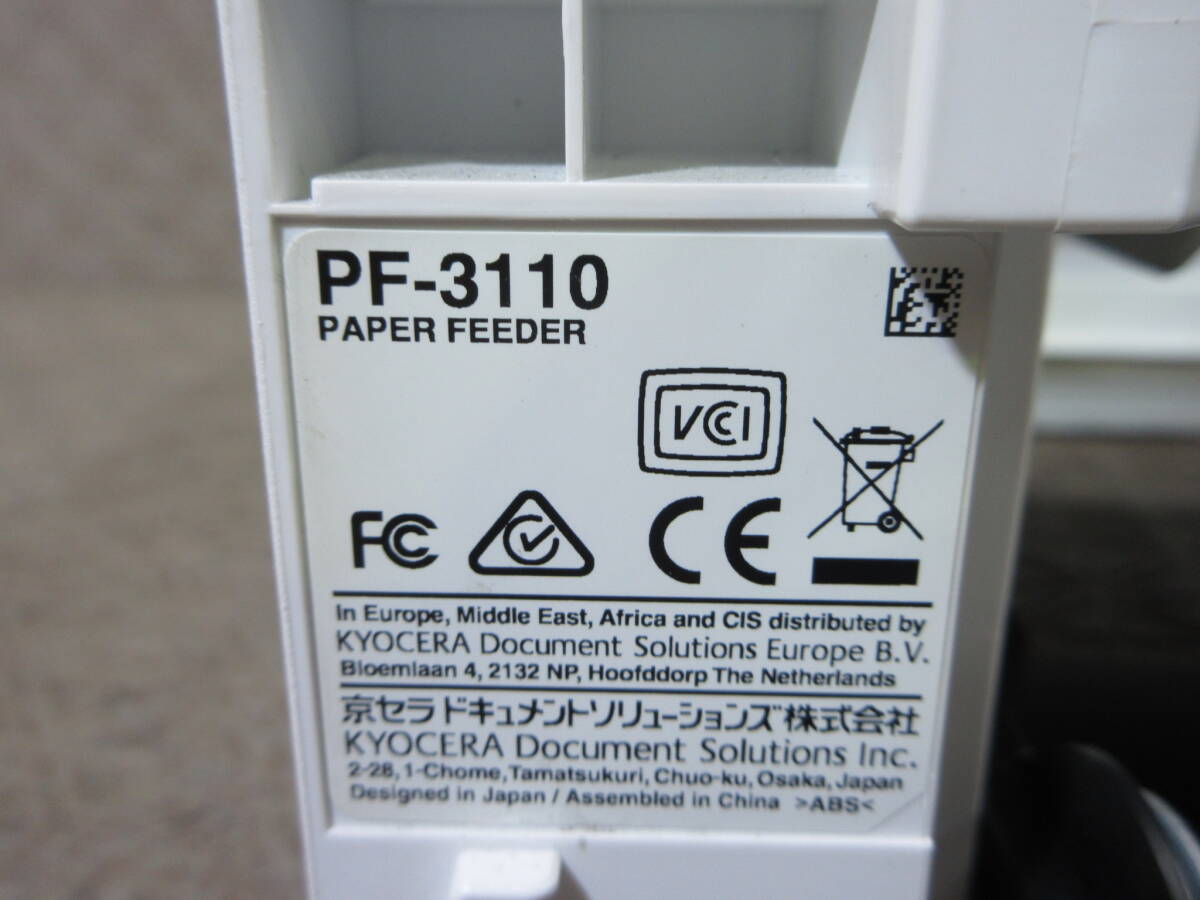 PF-3110
PAPER FEEDER
VCCI
FC
CE
In Europe, Middle East, Africa and CIS distributed by
KYOCERA Document Solutions Europe B.V.
Bloemlaan 4, 2132 NP, Hoofddorp The Netherlands
京セラドキュメントソリューションズ株式会社
KYOCERA Document Solutions Inc.
2-28, 1-Chome, Tamatsukuri, Chuo-ku, Osaka, Japan
Designed in Japan / Assembled in China >ABS<